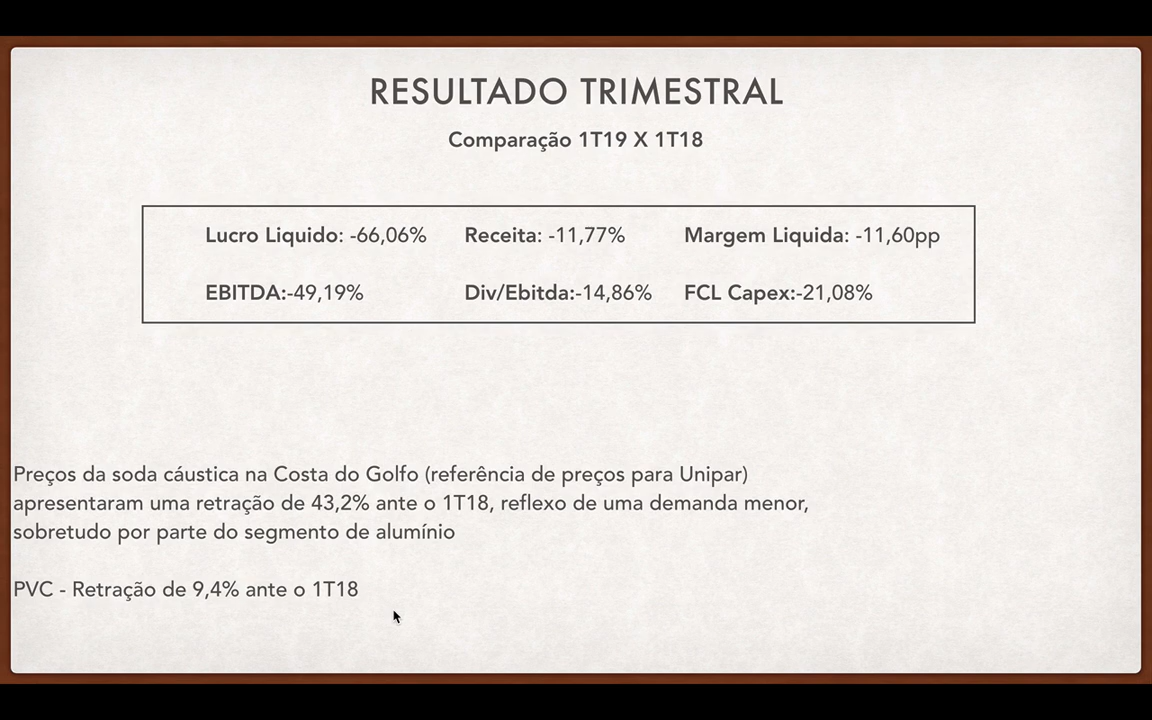 RESULTADO TRIMESTRAL
Comparação 1T19 X 1T18
Lucro Liquido: -66,06% Receita: -11,77% Margem Liquida: -11,60pp
EBITDA:-49,19% Div/Ebitda:-14,86% FCL Capex:-21,08%
Preços da soda cáustica na Costa do Golfo (referência de preços para Unipar)
apresentaram uma retração de 43,2% ante o 1T18, reflexo de uma demanda menor,
sobretudo por parte do segmento de alumínio
PVC - Retração de 9,4% ante o 1T18